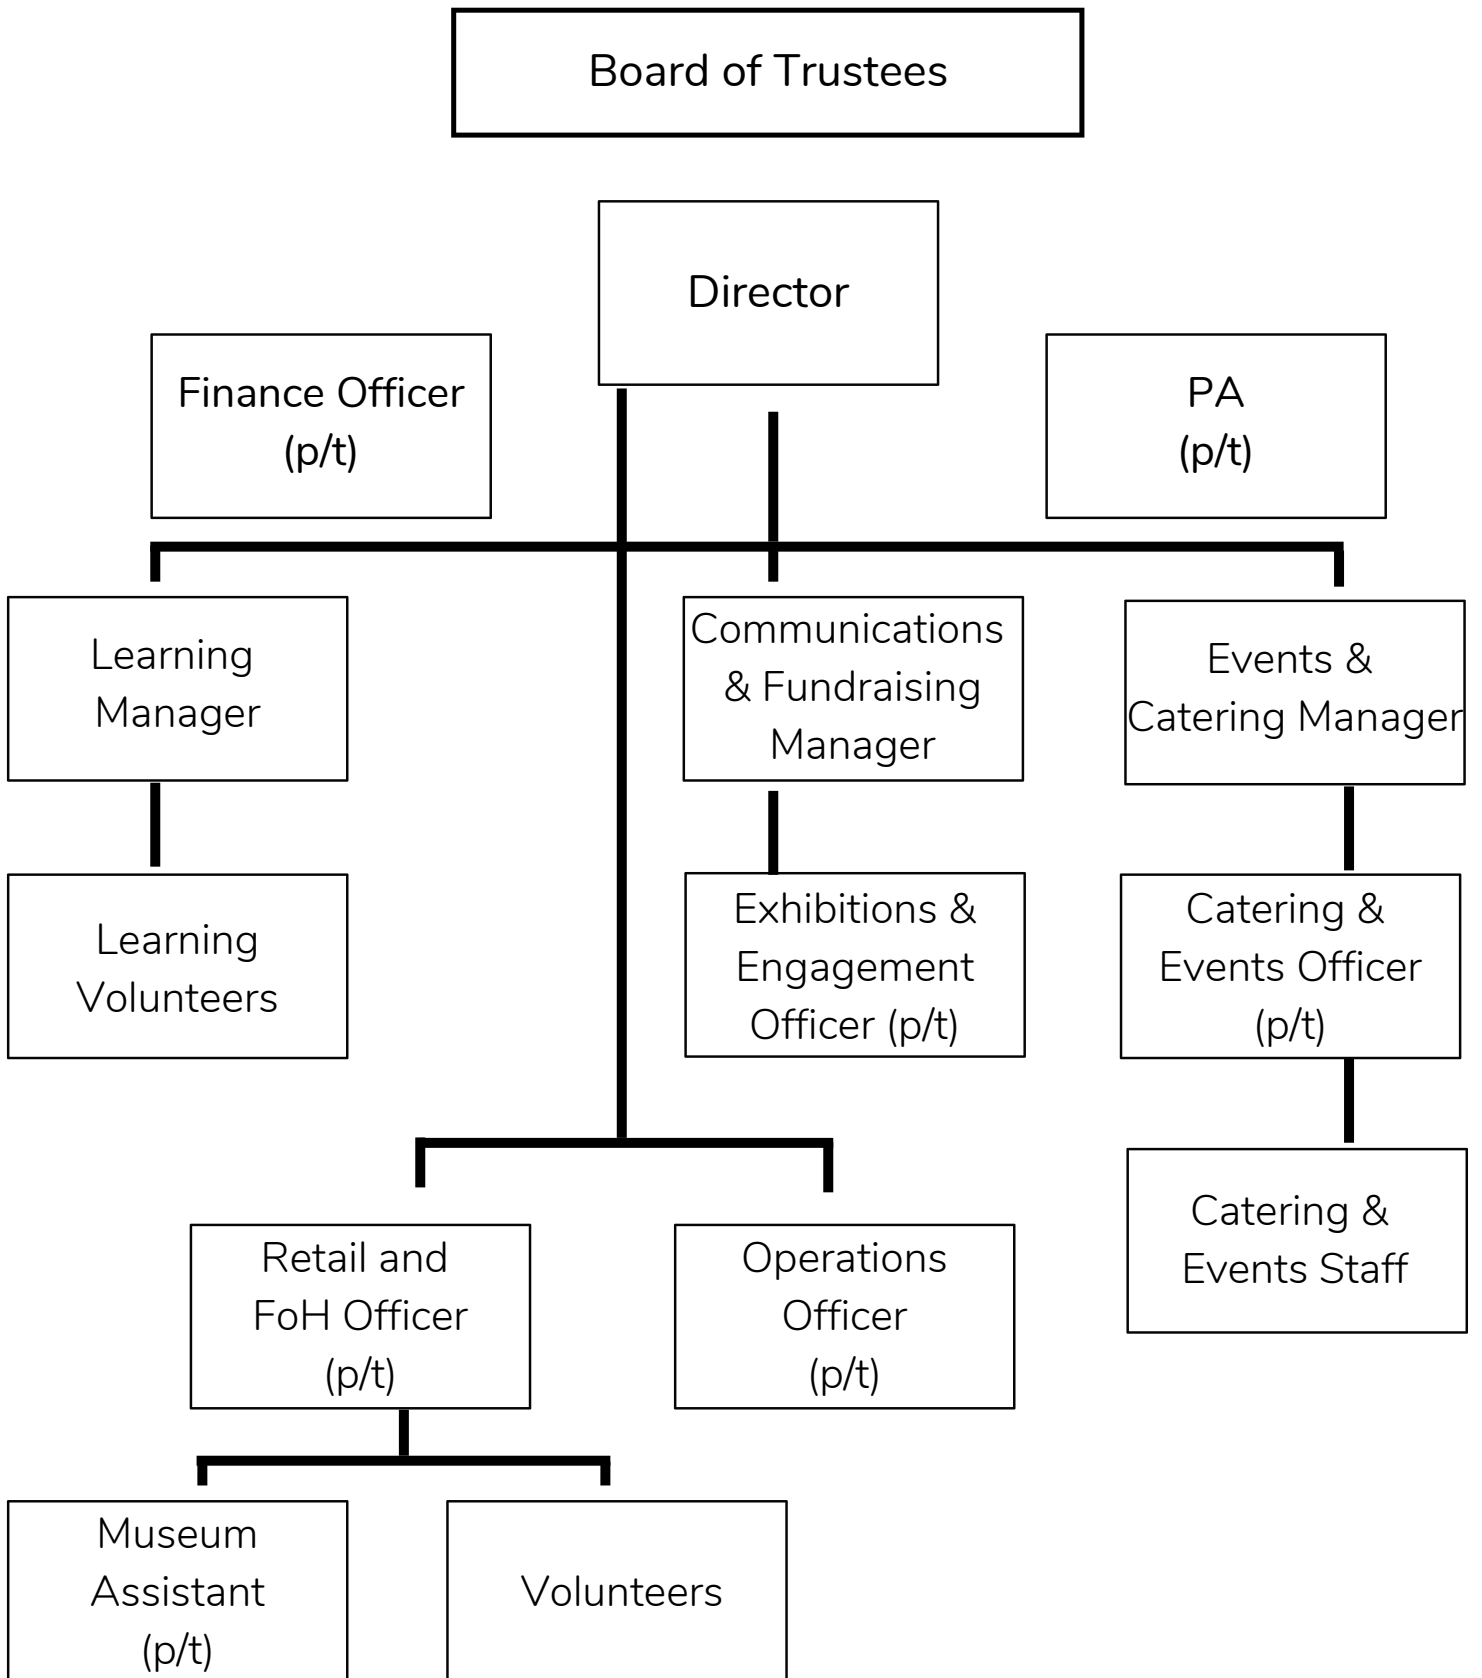 Board of Trustees
Director
Finance Officer
(p/t)
PA
(p/t)
Learning
Manager
Communications
& Fundraising
Manager
Events &
Catering Manager
Learning
Volunteers
Exhibitions &
Engagement
Officer (p/t)
Catering &
Events Officer
(p/t)
Catering &
Events Staff
Retail and
FoH Officer
(p/t)
Operations
Officer
(p/t)
Museum
Assistant
(p/t)
Volunteers